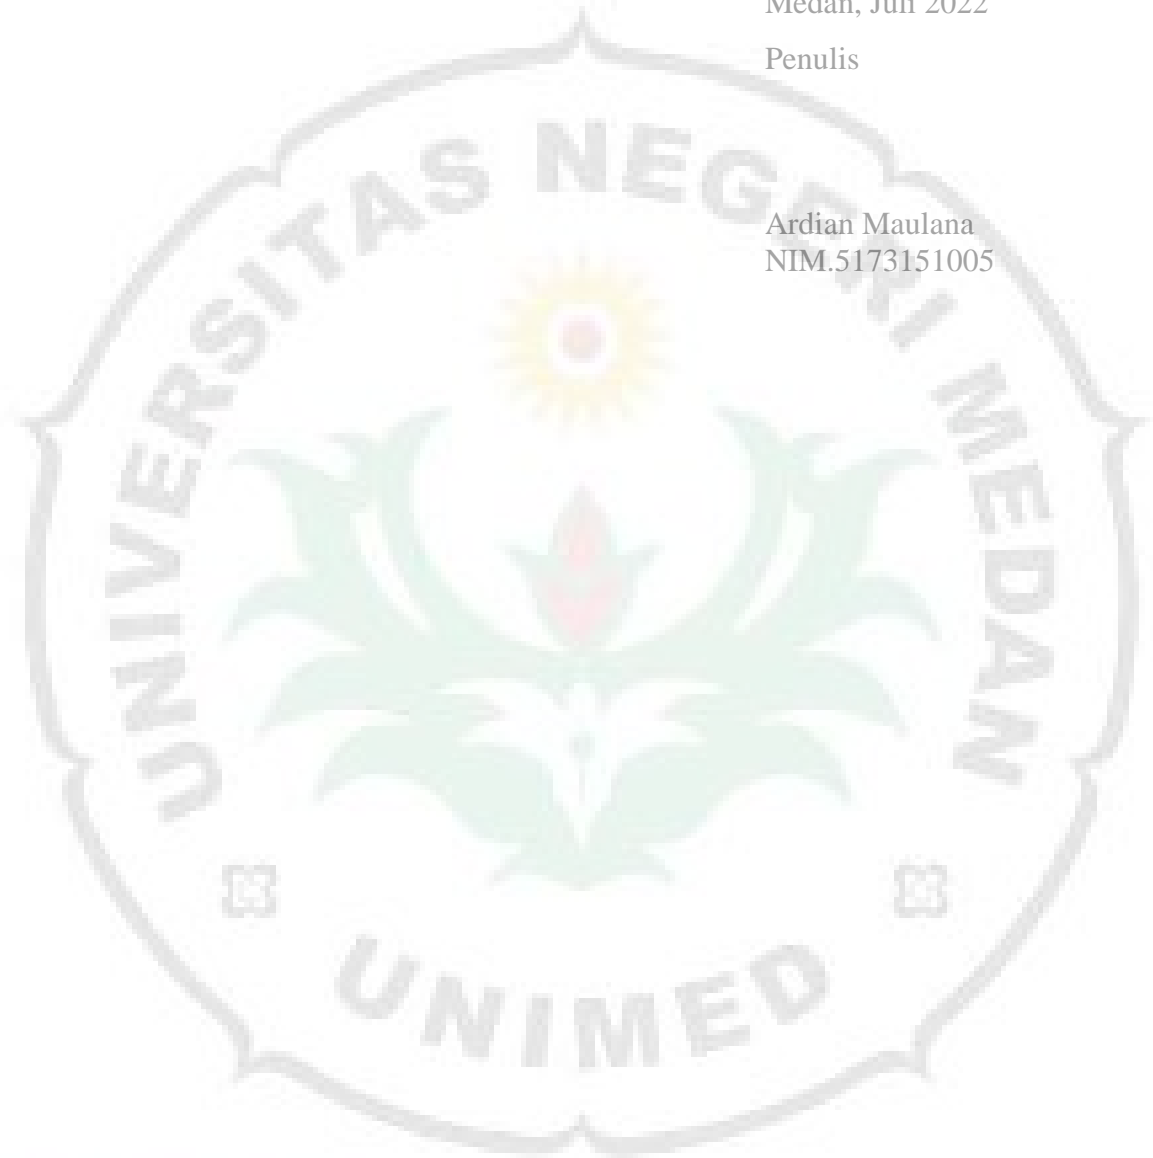 Medan, Juli 2022
Penulis
Ardian Maulana
NIM.5173151005
UNIVERSITAS NEGERI MEDAN
UNIMED